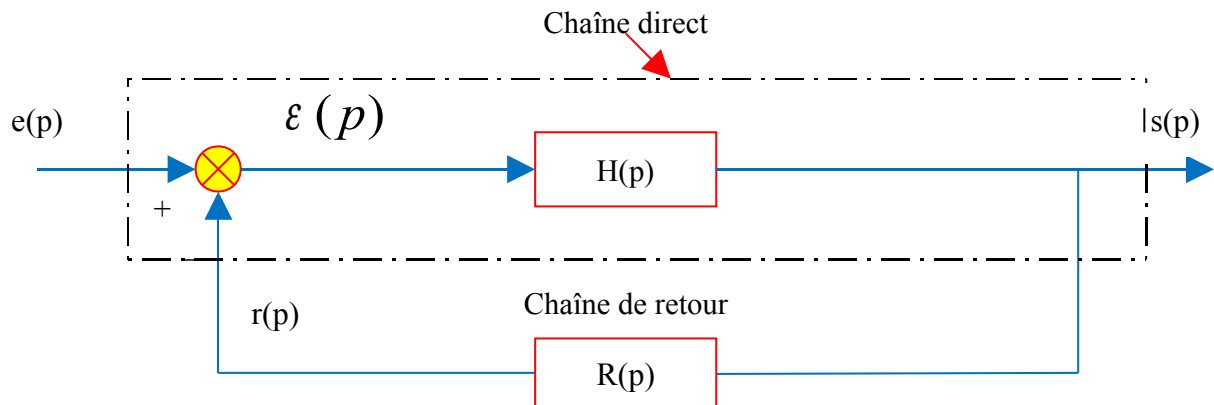 Chaîne direct
e(p)
ε(p)
s(p)
H(p)
+
−
r(p)
Chaîne de retour
R(p)